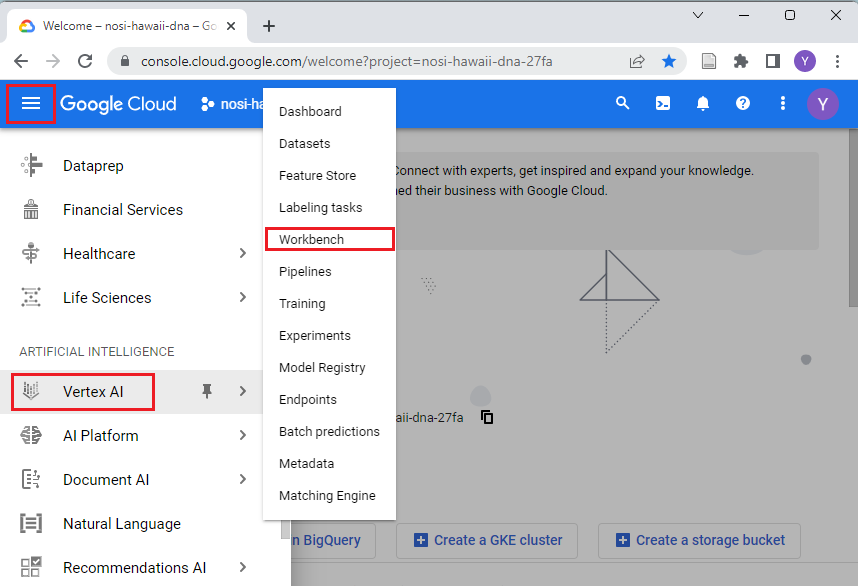 Welcome – nosi-hawaii-dna – Go
console.cloud.google.com/welcome?project=nosi-hawaii-dna-27fa
Y
Google Cloud
nosi-ha
Y
Dataprep
Financial Services
Healthcare
Life Sciences
ARTIFICIAL INTELLIGENCE
Vertex AI
AI Platform
Document AI
Natural Language
Recommendations AI
Dashboard
Datasets
Feature Store
Labeling tasks
Workbench
Pipelines
Training
Experiments
Model Registry
Endpoints
Batch predictions
Metadata
Matching Engine
Connect with experts, get inspired and expand your knowledge.
ned their business with Google Cloud.
aii-dna-27fa
n BigQuery
Create a GKE cluster
Create a storage bucket